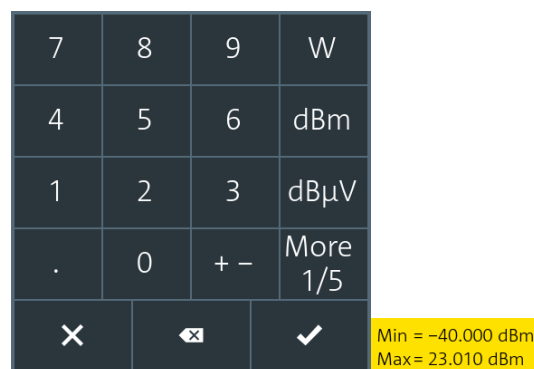 7 8 9 W
4 5 6 dBm
1 2 3 dBµV
. 0 + − More
1/5
Min = −40.000 dBm
Max= 23.010 dBm